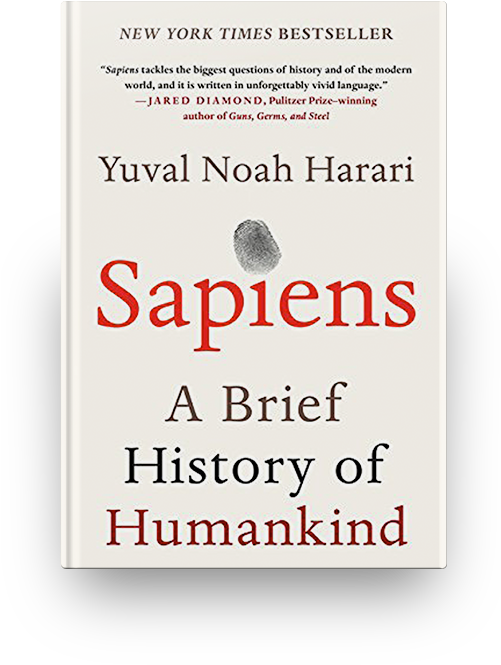 NEW YORK TIMES BESTSELLER
“Sapiens tackles the biggest questions of history and of the modern
world, and it is written in unforgettably vivid language.”
—JARED DIAMOND, Pulitzer Prize–winning
author of Guns, Germs, and Steel
Yuval Noah Harari
Sapiens
A Brief
History of
Humankind